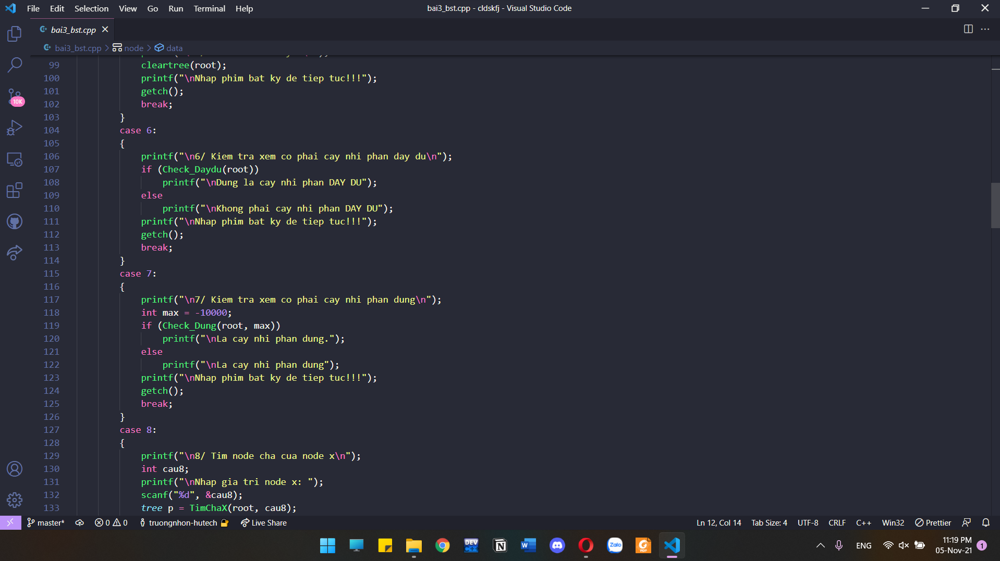 File Edit Selection View Go Run Terminal Help
bai3_bst.cpp - cldskfj - Visual Studio Code
bai3_bst.cpp
bai3_bst.cpp > node > data
99 cleartree(root);
100 printf("\nNhap phim bat ky de tiep tuc!!!");
101 getch();
102 break;
103 }
104 case 6:
105 {
106 printf("\n6/ Kiem tra xem co phai cay nhi phan day du\n");
107 if (Check_Daydu(root))
108 printf("\nDung la cay nhi phan DAY DU");
109 else
110 printf("\nKhong phai cay nhi phan DAY DU");
111 printf("\nNhap phim bat ky de tiep tuc!!!");
112 getch();
113 break;
114 }
115 case 7:
116 {
117 printf("\n7/ Kiem tra xem co phai cay nhi phan dung\n");
118 int max = -10000;
119 if (Check_Dung(root, max))
120 printf("\nLa cay nhi phan dung.");
121 else
122 printf("\nLa cay nhi phan dung");
123 printf("\nNhap phim bat ky de tiep tuc!!!");
124 getch();
125 break;
126 }
127 case 8:
128 {
129 printf("\n8/ Tim node cha cua node x\n");
130 int cau8;
131 printf("\nNhap gia tri node x: ");
132 scanf("%d", &cau8);
133 tree p = TimChaX(root, cau8);
10K
master* 0 0 truongnhon-hutech Live Share
Ln 12, Col 14 Tab Size: 4 UTF-8 CRLF C++ Win32 Prettier
DEV C++ N W Zalo PDF
ENG
11:19 PM
05-Nov-21
1